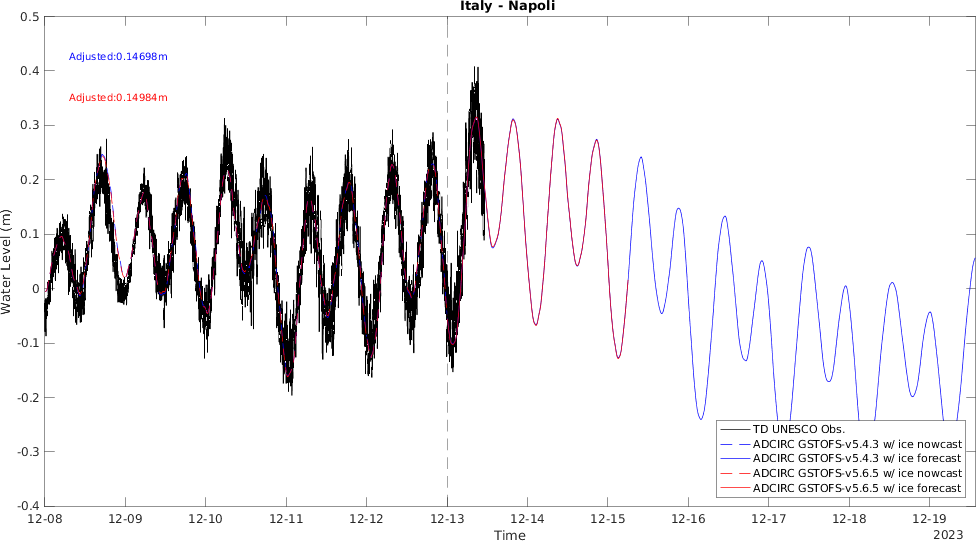 Italy - Napoli
Adjusted:0.14698m
Adjusted:0.14984m
Water Level (m)
0.5
0.4
0.3
0.2
0.1
0
-0.1
-0.2
-0.3
-0.4
TD UNESCO Obs.
ADCIRC GSTOFS-v5.4.3 w/ ice nowcast
ADCIRC GSTOFS-v5.4.3 w/ ice forecast
ADCIRC GSTOFS-v5.6.5 w/ ice nowcast
ADCIRC GSTOFS-v5.6.5 w/ ice forecast
12-08 12-09 12-10 12-11 12-12 12-13 12-14 12-15 12-16 12-17 12-18 12-19
Time
2023